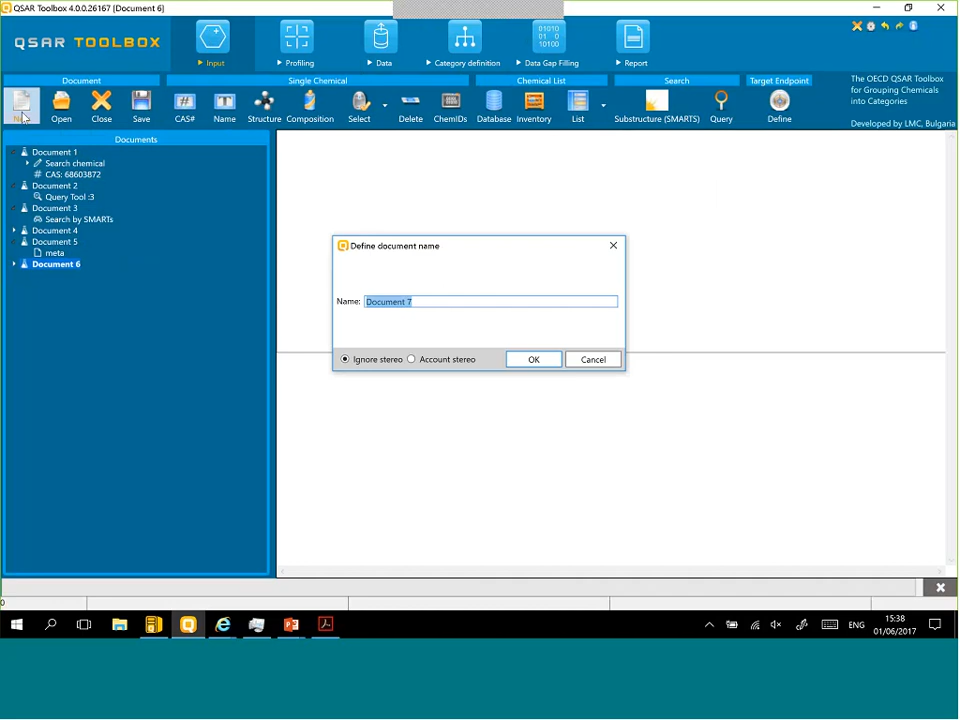 QSAR Toolbox 4.0.0.26167 [Document 6]
QSAR TOOLBOX
Input
Profiling
Data
Category definition
Data Gap Filling
Report
Document
Single Chemical
Chemical List
Search
Target Endpoint
The OECD QSAR Toolbox
for Grouping Chemicals
into Categories
Developed by LMC, Bulgaria
Open
Close
Save
CAS#
Name
Structure
Composition
Select
Delete
ChemIDs
Database
Inventory
List
Substructure (SMARTS)
Query
Define
Documents
Document 1
Search chemical
# CAS: 68603872
Document 2
Query Tool :3
Document 3
Search by SMARTs
Document 4
Document 5
meta
Document 6
Define document name
Name: Document 7
Ignore stereo
Account stereo
OK
Cancel
0
ENG
15:38
01/06/2017